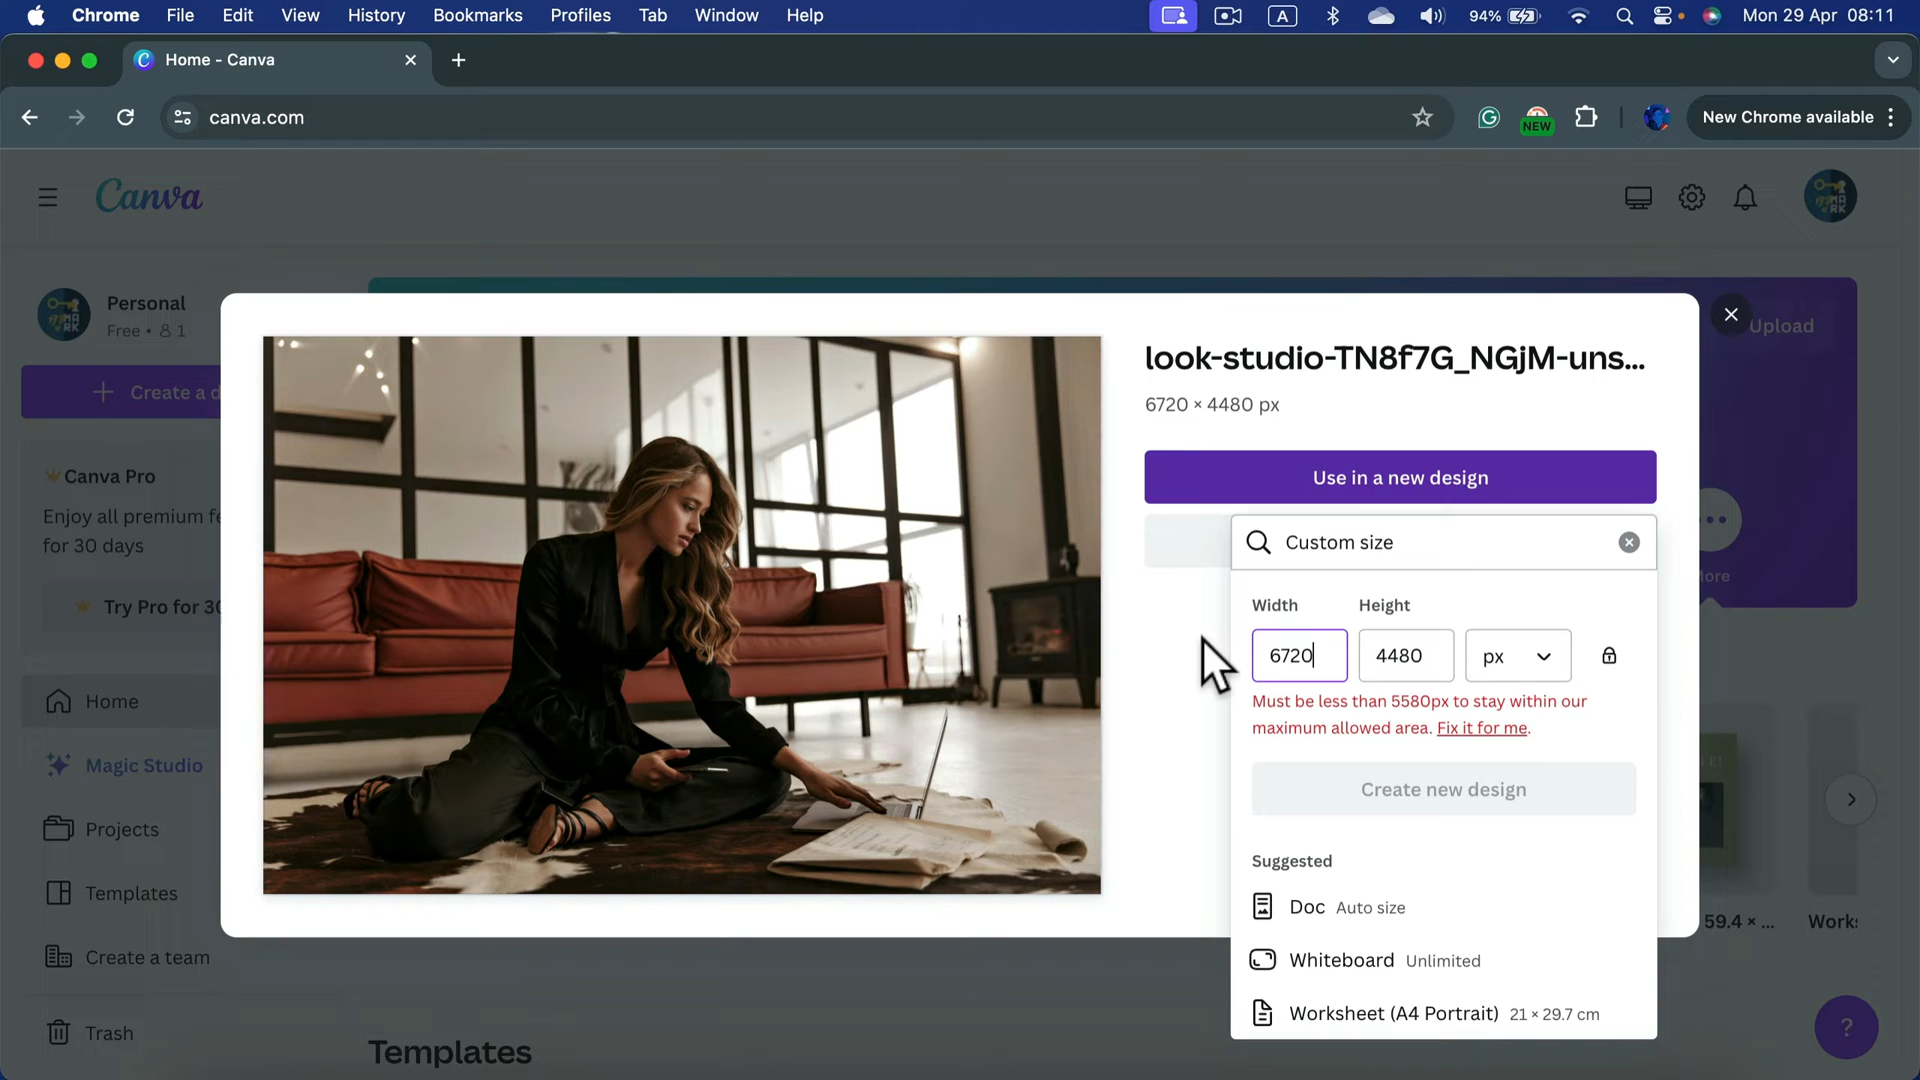 Chrome File Edit View History Bookmarks Profiles Tab Window Help A 94% Mon 29 Apr 08:11
Home - Canva
canva.com
NEW
New Chrome available
Canva
Personal
Free • 1
Create a d
Canva Pro
Enjoy all premium fe
for 30 days
Try Pro for 30
Home
Magic Studio
Projects
Templates
Create a team
Trash
Upload
look-studio-TN8f7G_NGjM-uns...
6720 × 4480 px
Use in a new design
Custom size
Width Height
6720 4480 px
Must be less than 5580px to stay within our
maximum allowed area. Fix it for me.
Create new design
Suggested
Doc Auto size
Whiteboard Unlimited
Worksheet (A4 Portrait) 21 × 29.7 cm
59.4 × ...
Works
Templates
?